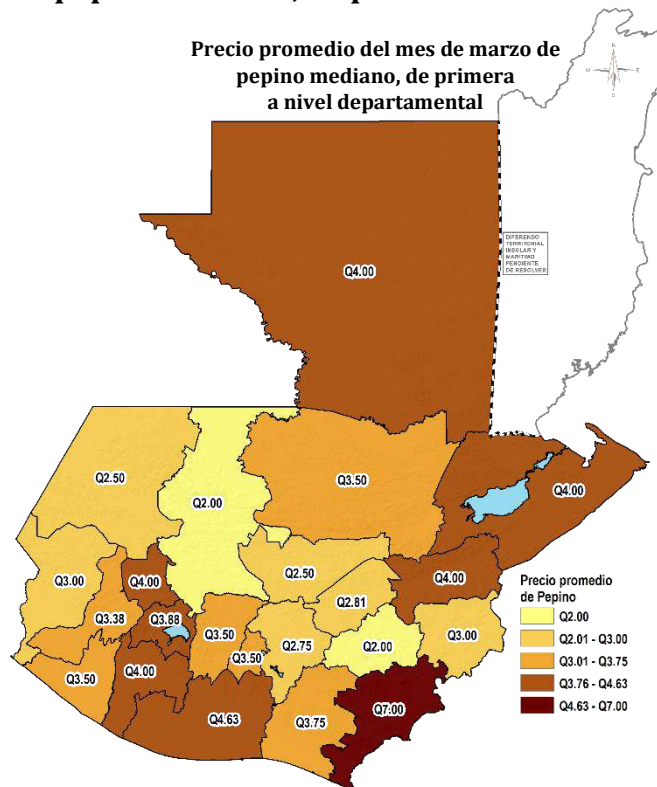 Precio promedio del mes de marzo de
pepino mediano, de primera
a nivel departamental
N
DIFERENDO
TERRITORIAL
INSULAR Y
MARITIMO
PENDIENTE
DE RESOLVER
Q4.00
Q2.50
Q2.00
Q3.50
Q4.00
Q3.00
Q4.00
Q2.50
Q4.00
Q2.81
Q3.38
Q3.88
Q3.50
Q3.50
Q2.75
Q2.00
Q3.00
Q3.50
Q4.00
Q4.63
Q3.75
Q7:00
Precio promedio
de Pepino
Q2.00
Q2.01 - Q3.00
Q3.01 - Q3.75
Q3.76 - Q4.63
Q4.63 - Q7.00